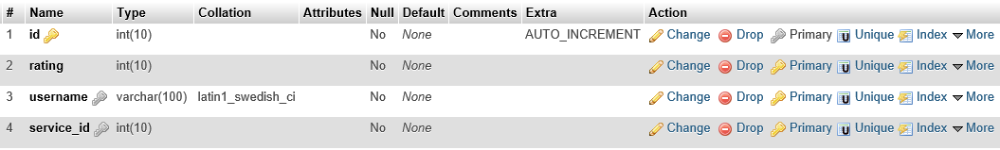 # Name Type Collation Attributes Null Default Comments Extra Action
1 id int(10) No None AUTO_INCREMENT Change Drop Primary Unique Index More
2 rating int(10) No None Change Drop Primary Unique Index More
3 username varchar(100) latin1_swedish_ci No None Change Drop Primary Unique Index More
4 service_id int(10) No None Change Drop Primary Unique Index More